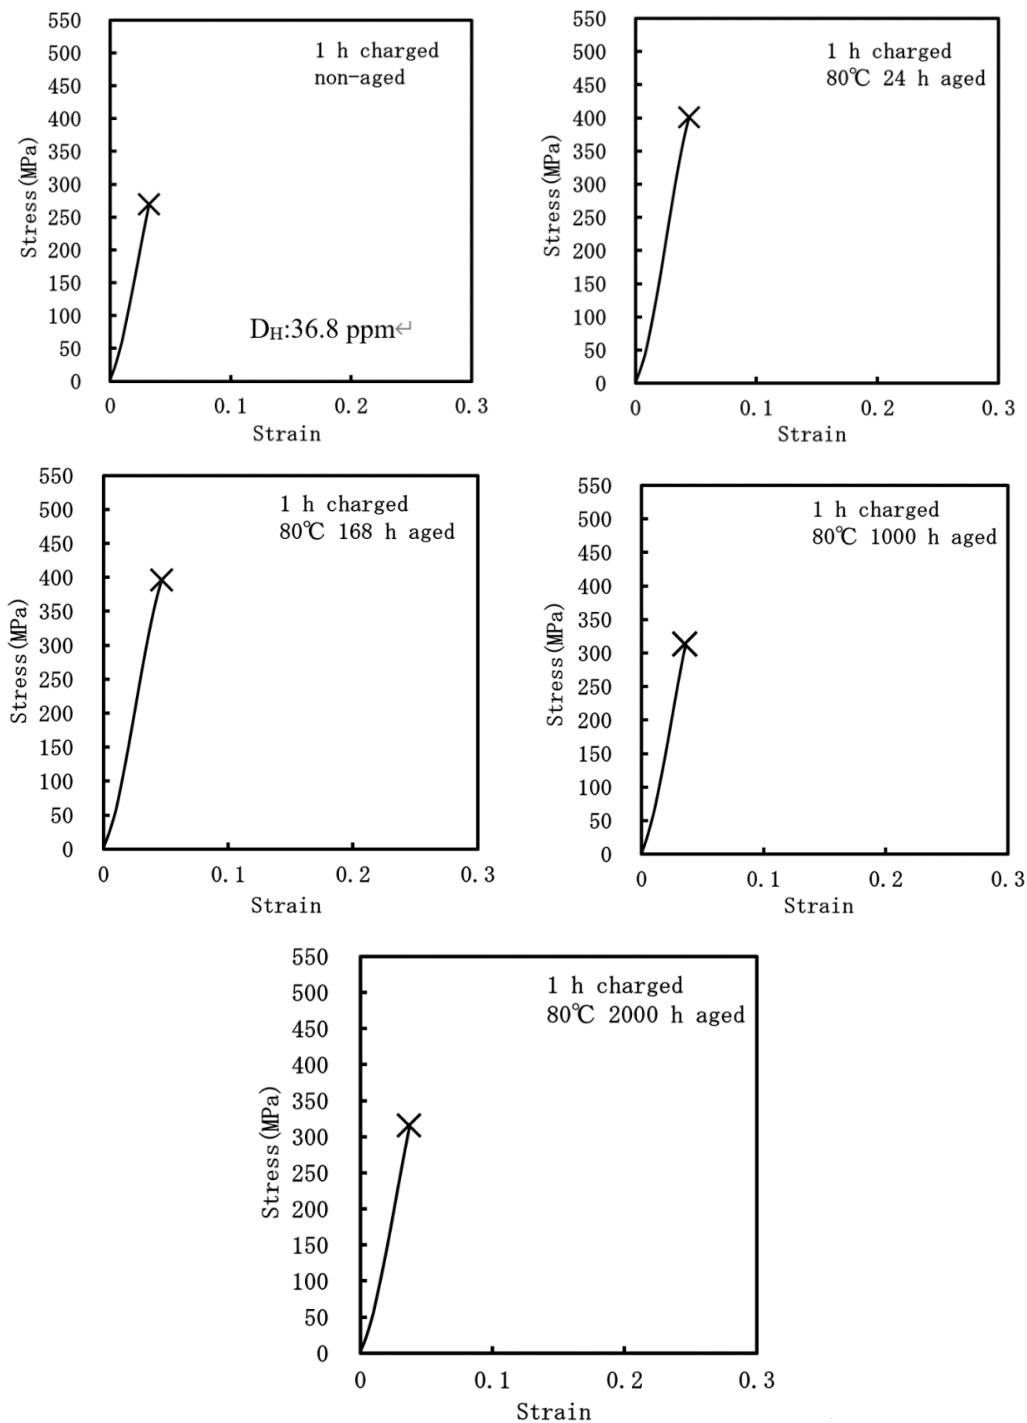 550
500
450
400
350
300
250
200
150
100
50
0
Stress(MPa)
1 h charged
non-aged
D_H:36.8 ppm↵
0 0.1 0.2 0.3
Strain
550
500
450
400
350
300
250
200
150
100
50
0
Stress(MPa)
1 h charged
80℃ 24 h aged
0 0.1 0.2 0.3
Strain
550
500
450
400
350
300
250
200
150
100
50
0
Stress(MPa)
1 h charged
80℃ 168 h aged
0 0.1 0.2 0.3
Strain
550
500
450
400
350
300
250
200
150
100
50
0
Stress(MPa)
1 h charged
80℃ 1000 h aged
0 0.1 0.2 0.3
Strain
550
500
450
400
350
300
250
200
150
100
50
0
Stress(MPa)
1 h charged
80℃ 2000 h aged
0 0.1 0.2 0.3
Strain